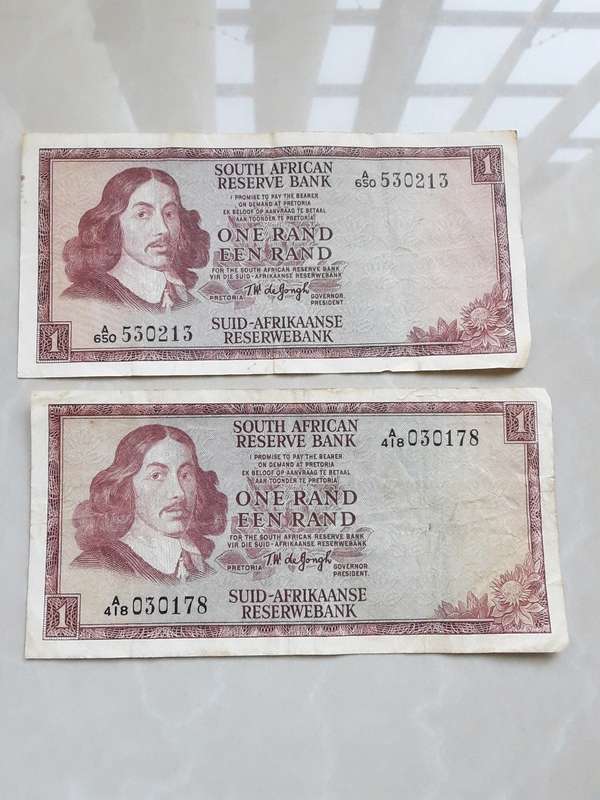 SOUTH AFRICAN
RESERVE BANK
A/650 530213
1
I PROMISE TO PAY THE BEARER
ON DEMAND AT PRETORIA
EK BELOOF OP AANVRAAG TE BETAAL
AAN TOONDER TE PRETORIA
ONE RAND
EEN RAND
FOR THE SOUTH AFRICAN RESERVE BANK
VIR DIE SUID-AFRIKAANSE RESERWEBANK
PRETORIA TW de Jongh GOVERNOR.
PRESIDENT.
1
A/650 530213
SUID-AFRIKAANSE
RESERWEBANK
SOUTH AFRICAN
RESERVE BANK
A/418 030178
1
I PROMISE TO PAY THE BEARER
ON DEMAND AT PRETORIA
EK BELOOF OP AANVRAAG TE BETAAL
AAN TOONDER TE PRETORIA
ONE RAND
EEN RAND
FOR THE SOUTH AFRICAN RESERVE BANK
VIR DIE SUID-AFRIKAANSE RESERWEBANK
PRETORIA TW de Jongh GOVERNOR.
PRESIDENT.
1
A/418 030178
SUID-AFRIKAANSE
RESERWEBANK